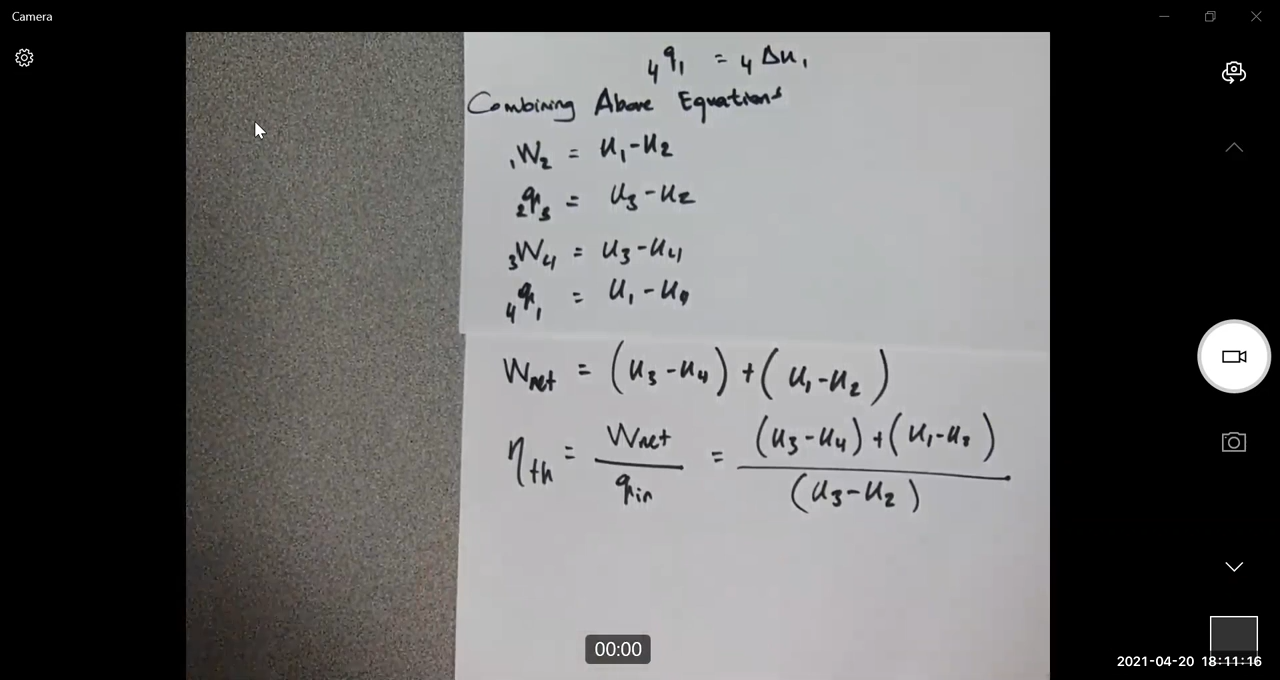 Camera
₄q₁ = ₄Δu₁
Combining Above Equations
₁W₂ = u₁-u₂
₂q₃ = u₃-u₂
₃W₄ = u₃-u₄
₄q₁ = u₁-u₄
Wnet = (u₃-u₄)+(u₁-u₂)
ηth = Wnet/qin = (u₃-u₄)+(u₁-u₂)/(u₃-u₂)
00:00
2021-04-20 18:11:16